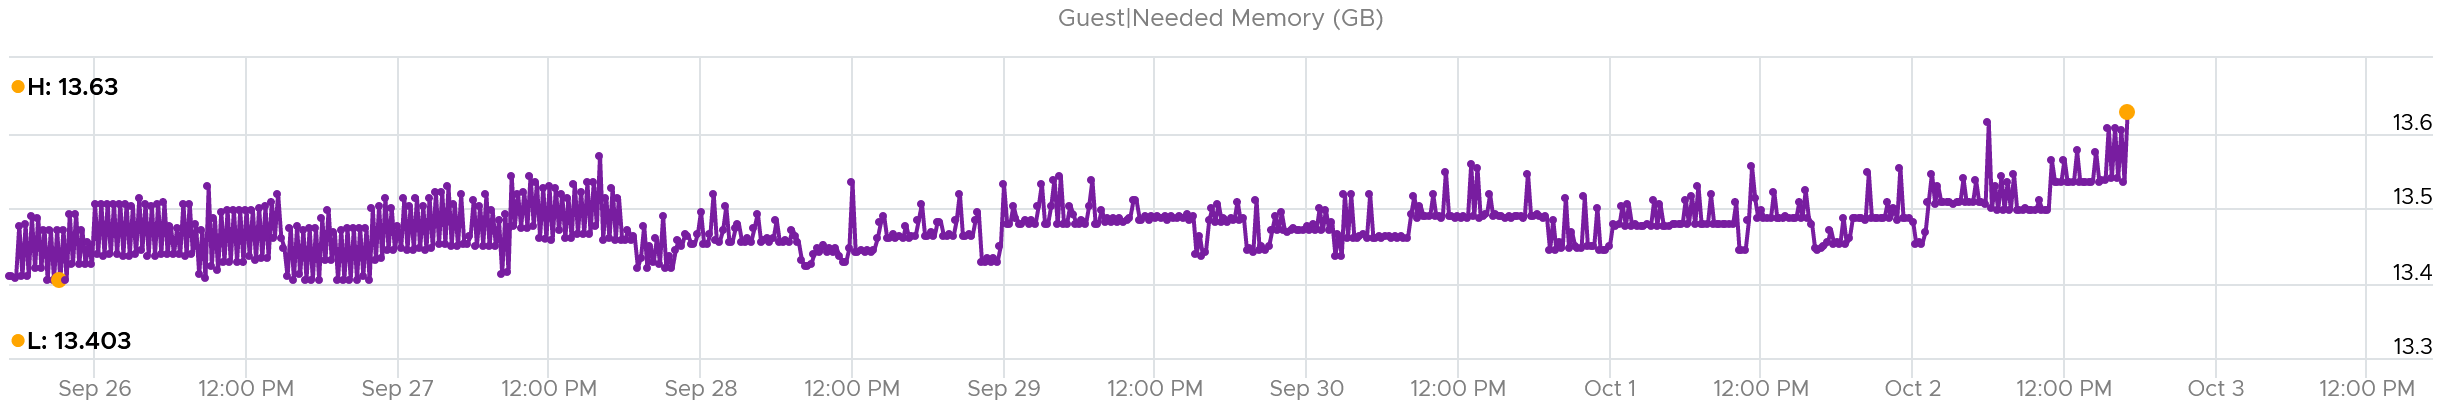 Guest|Needed Memory (GB)
H: 13.63
13.6
13.5
13.4
L: 13.403
13.3
Sep 26 12:00 PM Sep 27 12:00 PM Sep 28 12:00 PM Sep 29 12:00 PM Sep 30 12:00 PM Oct 1 12:00 PM Oct 2 12:00 PM Oct 3 12:00 PM